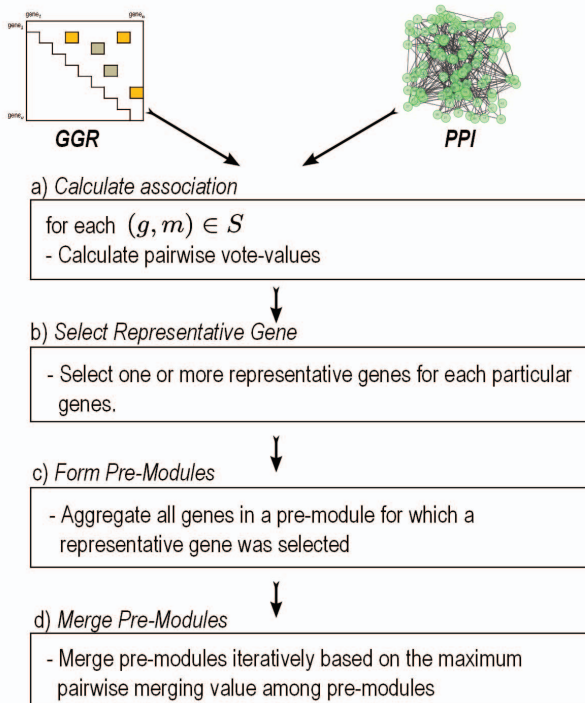 gene₁ geneₙ
gene₁
geneₙ
GGR PPI
a) Calculate association
for each (g, m) ∈ S
- Calculate pairwise vote-values
b) Select Representative Gene
- Select one or more representative genes for each particular
genes.
c) Form Pre-Modules
- Aggregate all genes in a pre-module for which a
representative gene was selected
d) Merge Pre-Modules
- Merge pre-modules iteratively based on the maximum
pairwise merging value among pre-modules